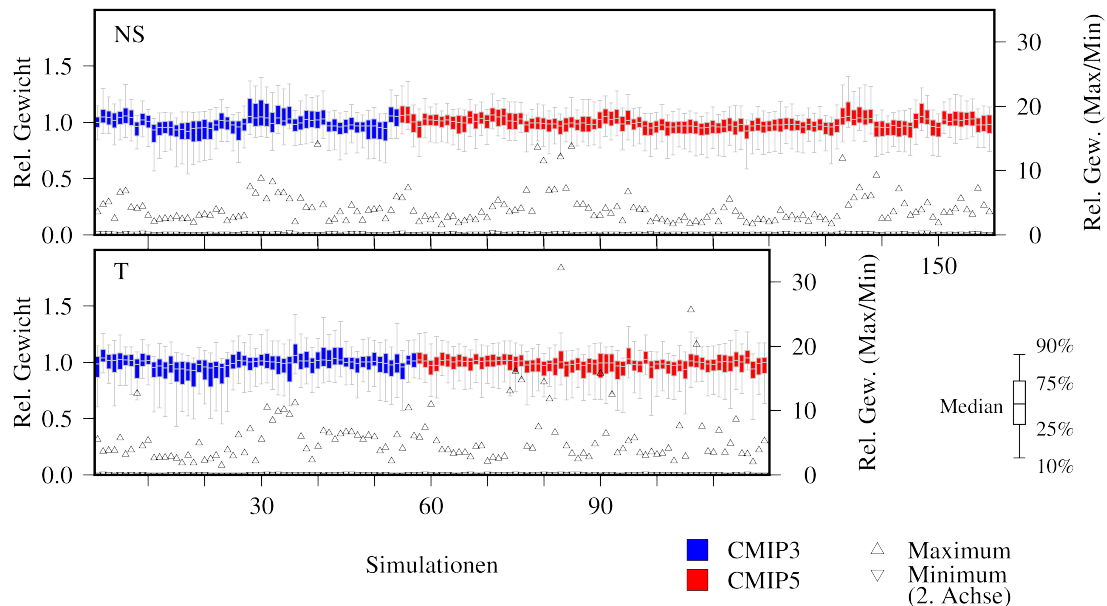 NS
Rel. Gewicht
1.5
1.0
0.5
0.0
30
20
10
0
Rel. Gew. (Max/Min)
150
T
Rel. Gewicht
1.5
1.0
0.5
0.0
30
20
10
0
Rel. Gew. (Max/Min)
30
60
90
Simulationen
90%
75%
Median
25%
10%
CMIP3
CMIP5
Maximum
Minimum
(2. Achse)